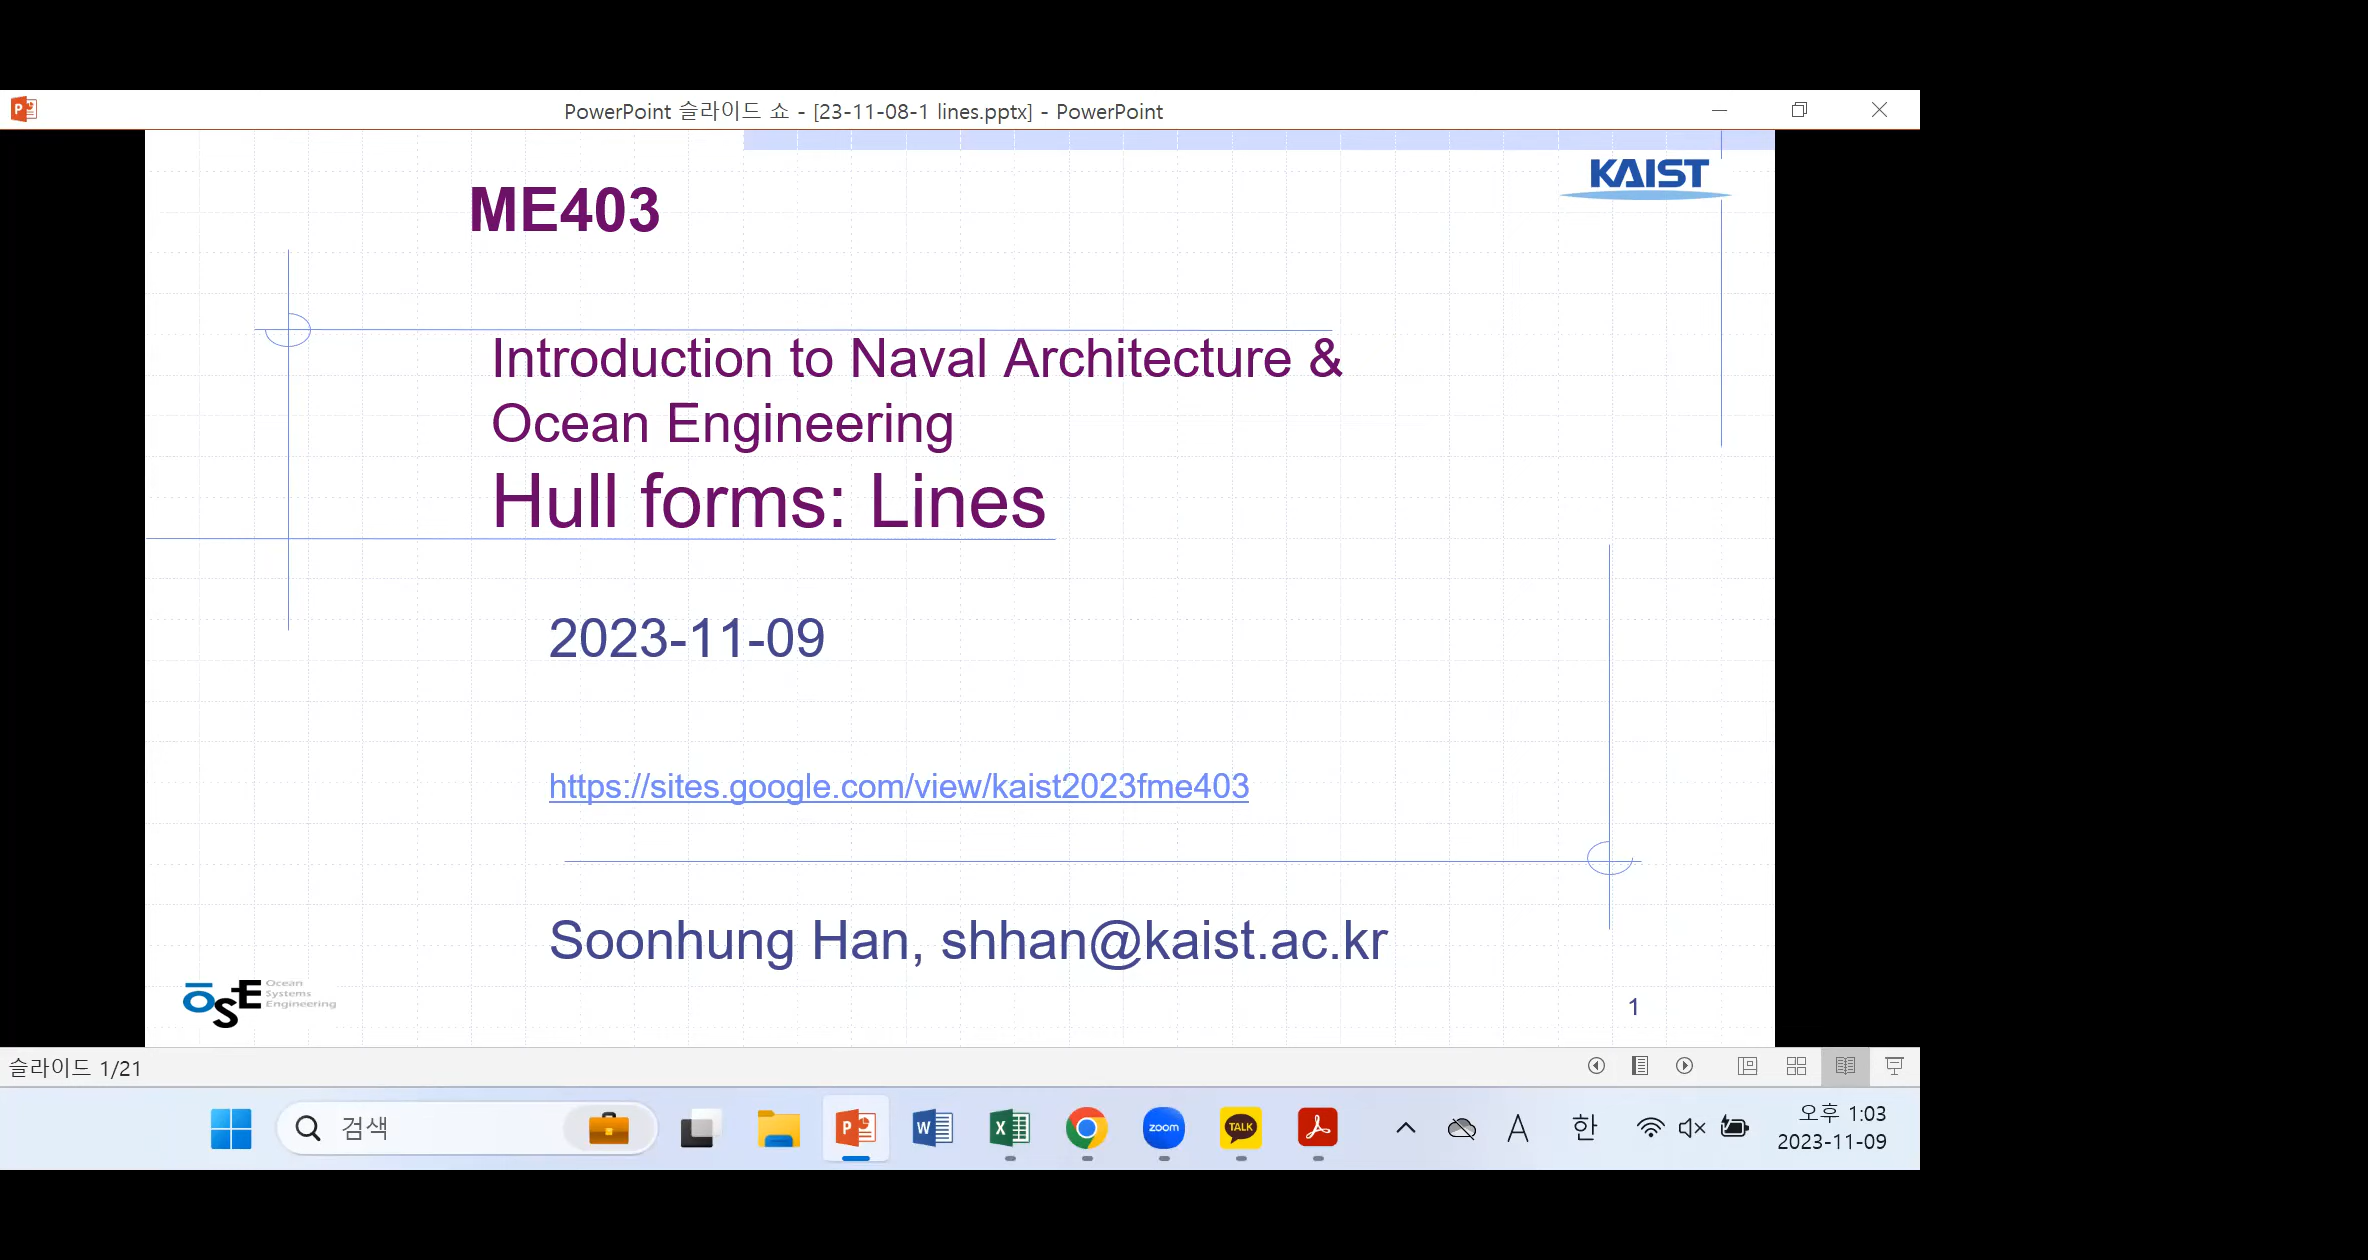 PowerPoint 슬라이드 쇼 - [23-11-08-1 lines.pptx] - PowerPoint
KAIST
ME403
Introduction to Naval Architecture &
Ocean Engineering
Hull forms: Lines
2023-11-09
https://sites.google.com/view/kaist2023fme403
Soonhung Han, shhan@kaist.ac.kr
OSE Ocean
Systems
Engineering
1
슬라이드 1/21
검색
zoom
TALK
A
한
오후 1:03
2023-11-09